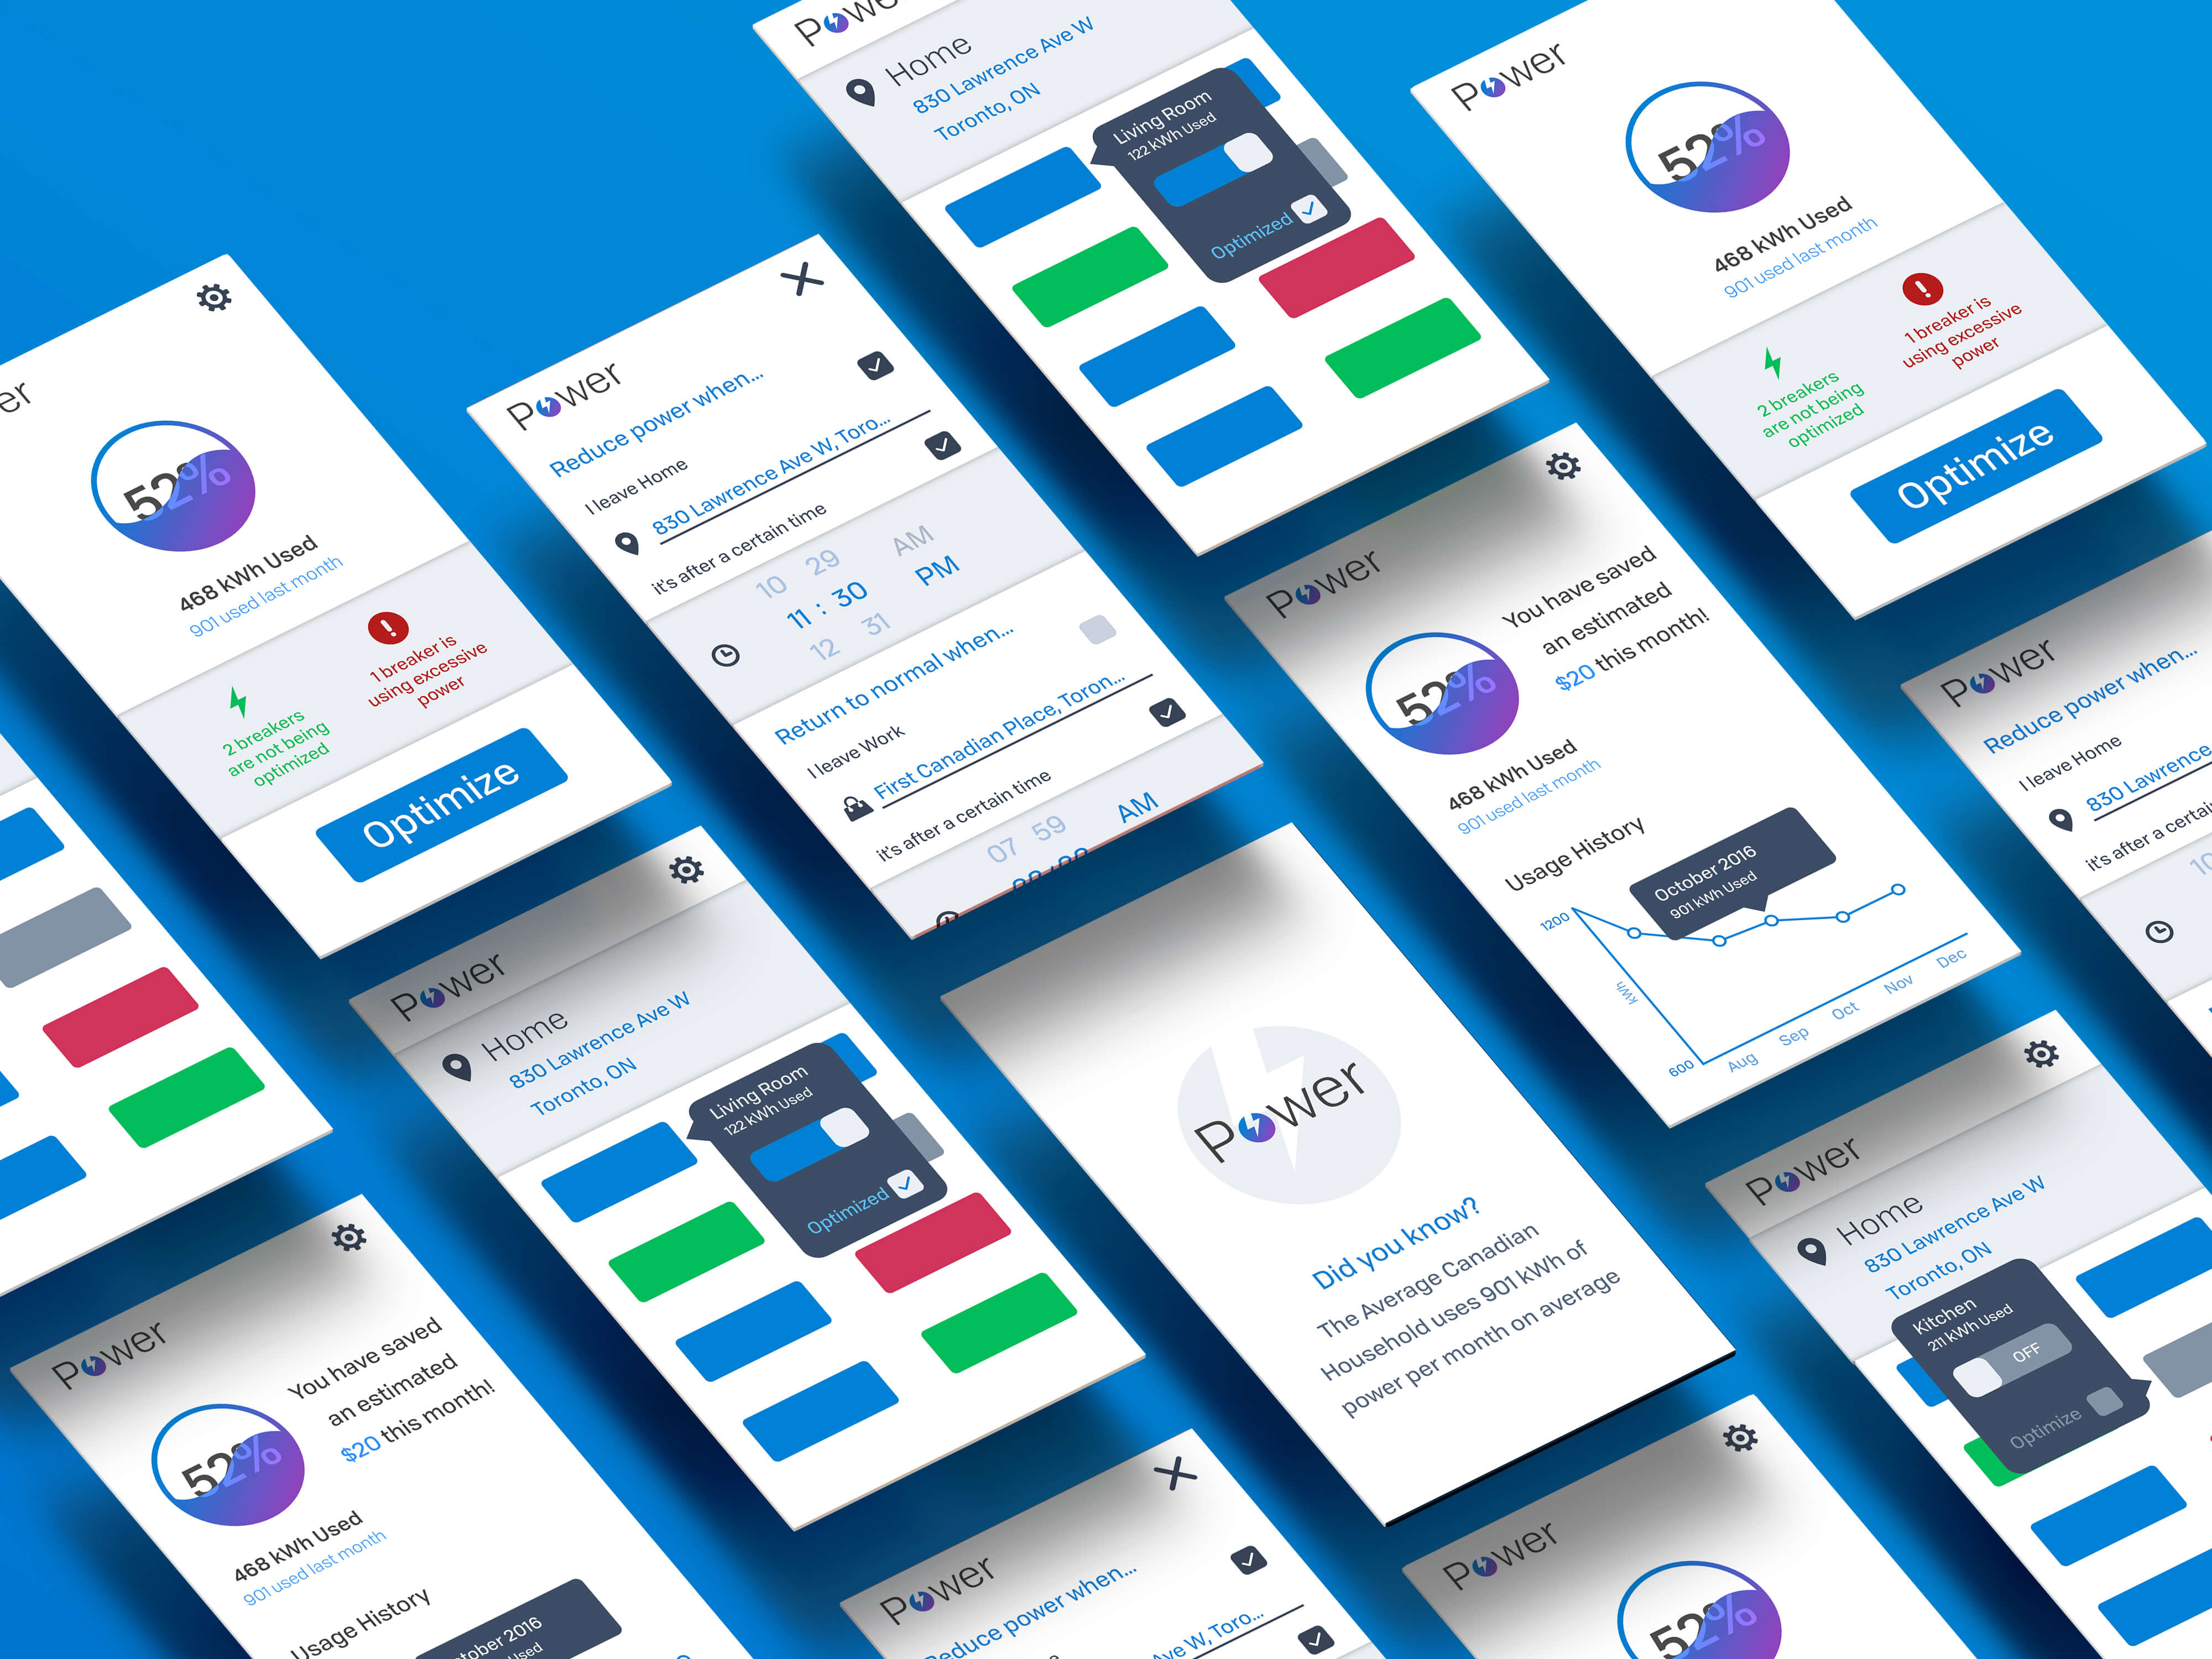 Power
Home
830 Lawrence Ave W
Toronto, ON
Living Room
122 kWh Used
Optimized
Power
52%
468 kWh Used
901 used last month
2 breakers
are not being
optimized
1 breaker is
using excessive
power
Optimize
er
52%
468 kWh Used
901 used last month
2 breakers
are not being
optimized
1 breaker is
using excessive
power
Optimize
Power
Reduce power when...
I leave Home
830 Lawrence Ave W, Toro...
it's after a certain time
10 29 AM
11 : 30 PM
12 31
Return to normal when...
I leave Work
First Canadian Place, Toron...
it's after a certain time
07 59 AM
Power
52%
You have saved
an estimated
$20 this month!
468 kWh Used
901 used last month
Usage History
October 2016
901 kWh Used
1200
kWh
600
Aug Sep Oct Nov Dec
Power
Reduce power when...
I leave Home
830 Lawrence
it's after a certai
10
Power
Home
830 Lawrence Ave W
Toronto, ON
Living Room
122 kWh Used
Optimized
Power
Did you know?
The Average Canadian
Household uses 901 kWh of
power per month on average
Power
Home
830 Lawrence Ave W
Toronto, ON
Kitchen
211 kWh Used
OFF
Optimize
Power
52%
You have saved
an estimated
$20 this month!
468 kWh Used
901 used last month
Usage History
tober 2016
Used
Power
Reduce power when...
Ave W, Toro...
Power
52%